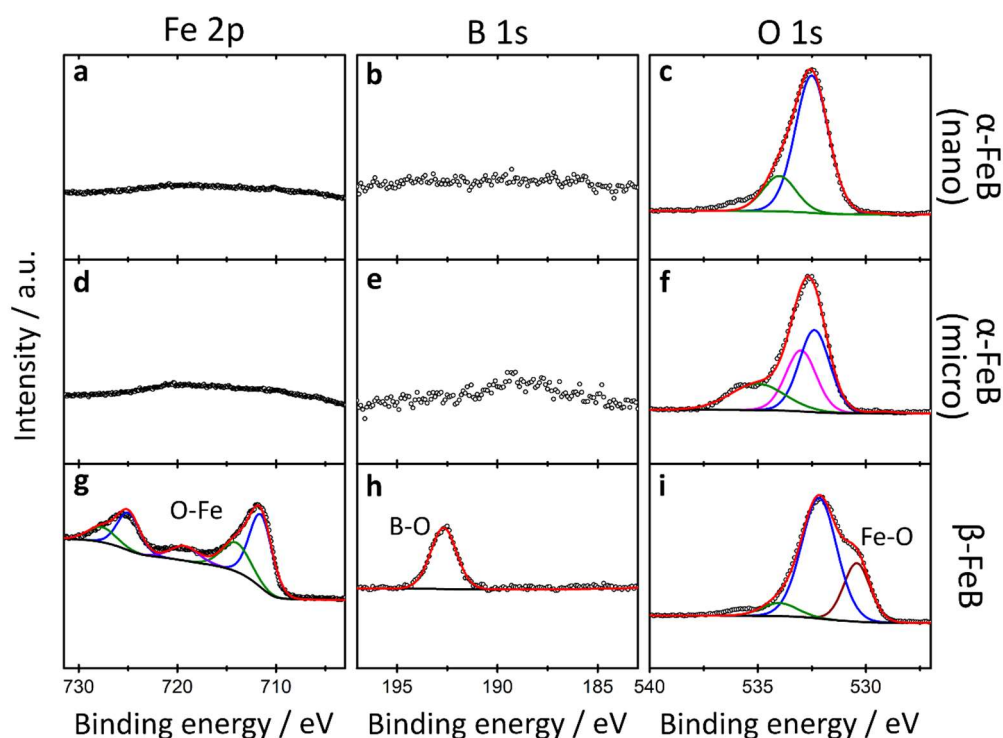 Fe 2p
B 1s
O 1s
a
b
c
α-FeB
(nano)
d
e
f
α-FeB
(micro)
g
O-Fe
h
B-O
i
Fe-O
β-FeB
Intensity / a.u.
730 720 710
195 190 185
540 535 530
Binding energy / eV
Binding energy / eV
Binding energy / eV